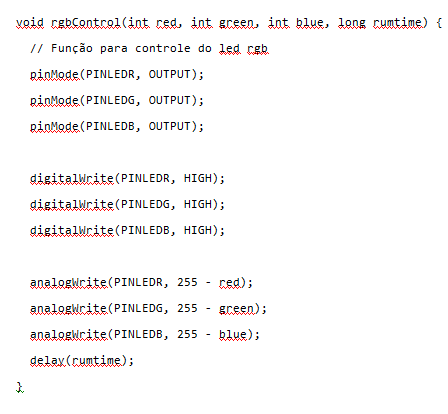 void rgbControl(int red, int green, int blue, long rumtime) {
// Função para controle do led rgb
pinMode(PINLEDR, OUTPUT);
pinMode(PINLEDG, OUTPUT);
pinMode(PINLEDB, OUTPUT);
digitalWrite(PINLEDR, HIGH);
digitalWrite(PINLEDG, HIGH);
digitalWrite(PINLEDB, HIGH);
analogWrite(PINLEDR, 255 - red);
analogWrite(PINLEDG, 255 - green);
analogWrite(PINLEDB, 255 - blue);
delay(rumtime);
}